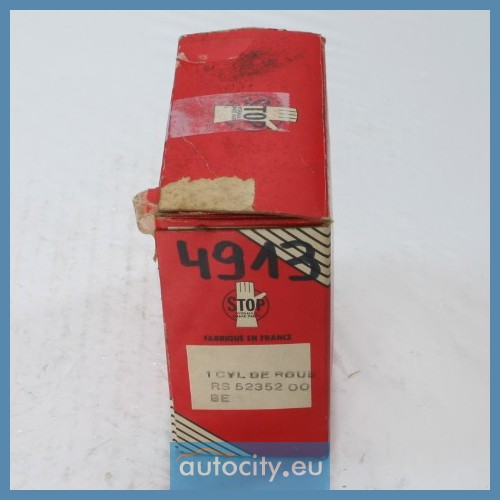 STOP
4913
STOP
FABRIQUE EN FRANCE
1 CYL DE ROUE
RS 52352 00
BE
autocity.eu